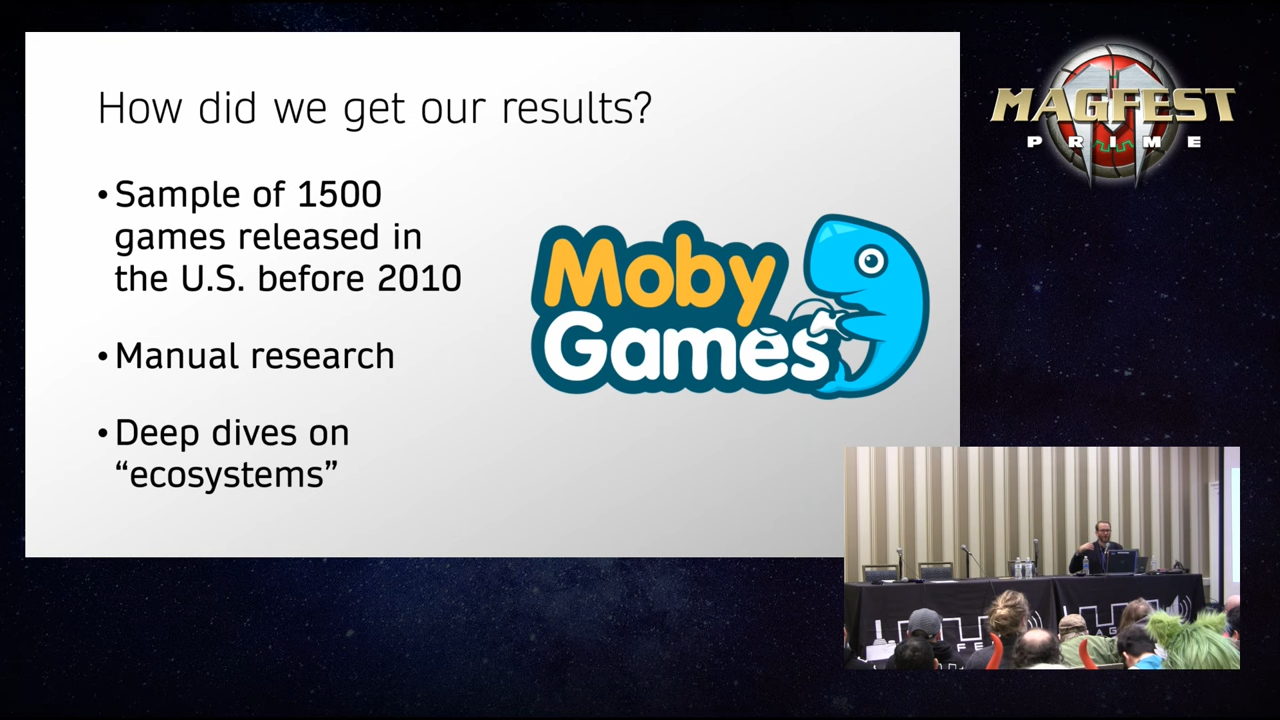 How did we get our results?
• Sample of 1500
games released in
the U.S. before 2010
• Manual research
• Deep dives on
“ecosystems”
Moby
Games
MAGFEST
PRIME